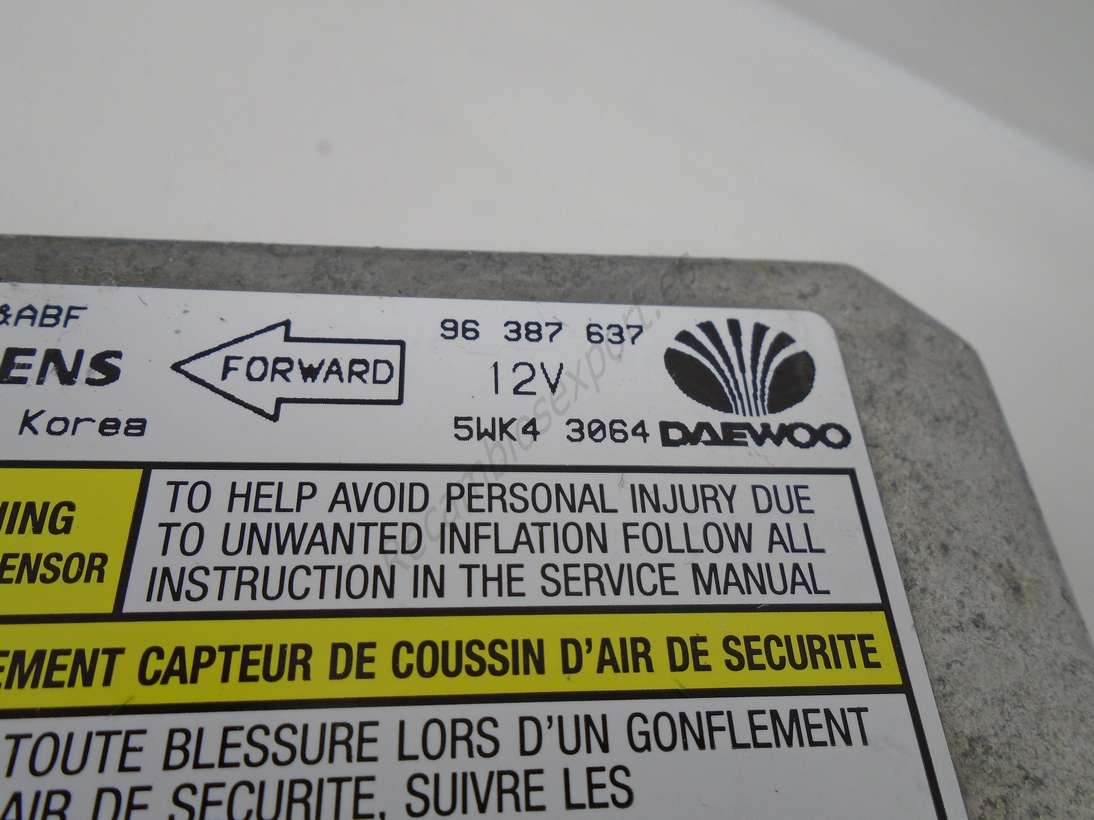 &ABF
ENS
Korea
FORWARD
96 387 637
12V
5WK4 3064
DAEWOO
ENSOR
TO HELP AVOID PERSONAL INJURY DUE
TO UNWANTED INFLATION FOLLOW ALL
INSTRUCTION IN THE SERVICE MANUAL
EMENT CAPTEUR DE COUSSIN D'AIR DE SECURITE
TOUTE BLESSURE LORS D'UN GONFLEMENT
AIR DE SECURITE, SUIVRE LES
recambiosexport.